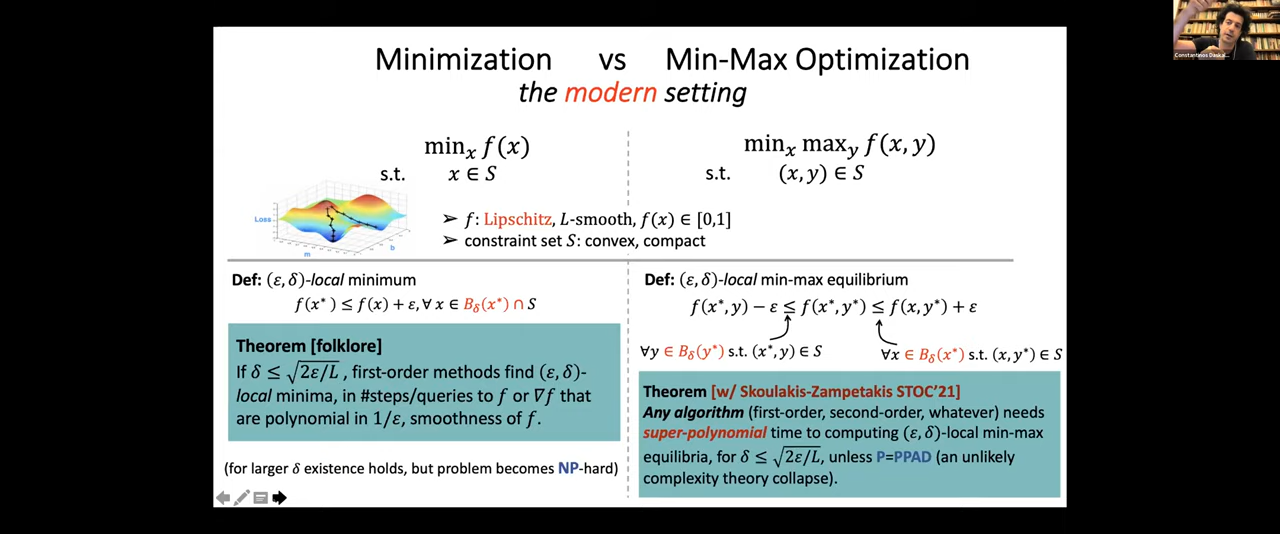 Minimization vs Min-Max Optimization
the modern setting
min_x f(x)
s.t. x ∈ S
min_x max_y f(x, y)
s.t. (x, y) ∈ S
Loss
m
b
➢ f: Lipschitz, L-smooth, f(x) ∈ [0,1]
➢ constraint set S: convex, compact
Def: (ε, δ)-local minimum
f(x*) ≤ f(x) + ε, ∀ x ∈ B_δ(x*) ∩ S
Theorem [folklore]
If δ ≤ √(2ε/L), first-order methods find (ε, δ)-
local minima, in #steps/queries to f or ∇f that
are polynomial in 1/ε, smoothness of f.
(for larger δ existence holds, but problem becomes NP-hard)
Def: (ε, δ)-local min-max equilibrium
f(x*, y) − ε ≤ f(x*, y*) ≤ f(x, y*) + ε
∀y ∈ B_δ(y*) s.t. (x*, y) ∈ S
∀x ∈ B_δ(x*) s.t. (x, y*) ∈ S
Theorem [w/ Skoulakis-Zampetakis STOC'21]
Any algorithm (first-order, second-order, whatever) needs
super-polynomial time to computing (ε, δ)-local min-max
equilibria, for δ ≤ √(2ε/L), unless P=PPAD (an unlikely
complexity theory collapse).
Constantinos Daskal...